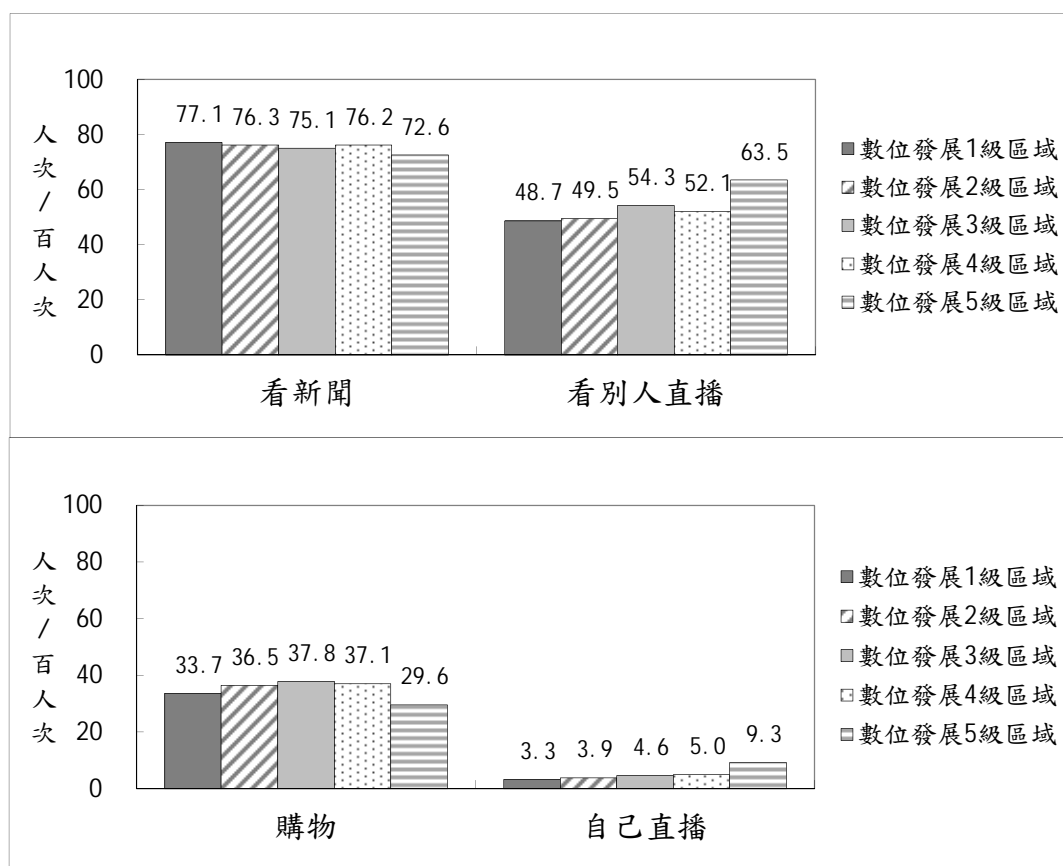 人次/百人次
100
80
60
40
20
0
77.1 76.3 75.1 76.2 72.6
48.7 49.5 54.3 52.1 63.5
看新聞 看別人直播
數位發展1級區域
數位發展2級區域
數位發展3級區域
數位發展4級區域
數位發展5級區域
人次/百人次
100
80
60
40
20
0
33.7 36.5 37.8 37.1 29.6
3.3 3.9 4.6 5.0 9.3
購物 自己直播
數位發展1級區域
數位發展2級區域
數位發展3級區域
數位發展4級區域
數位發展5級區域